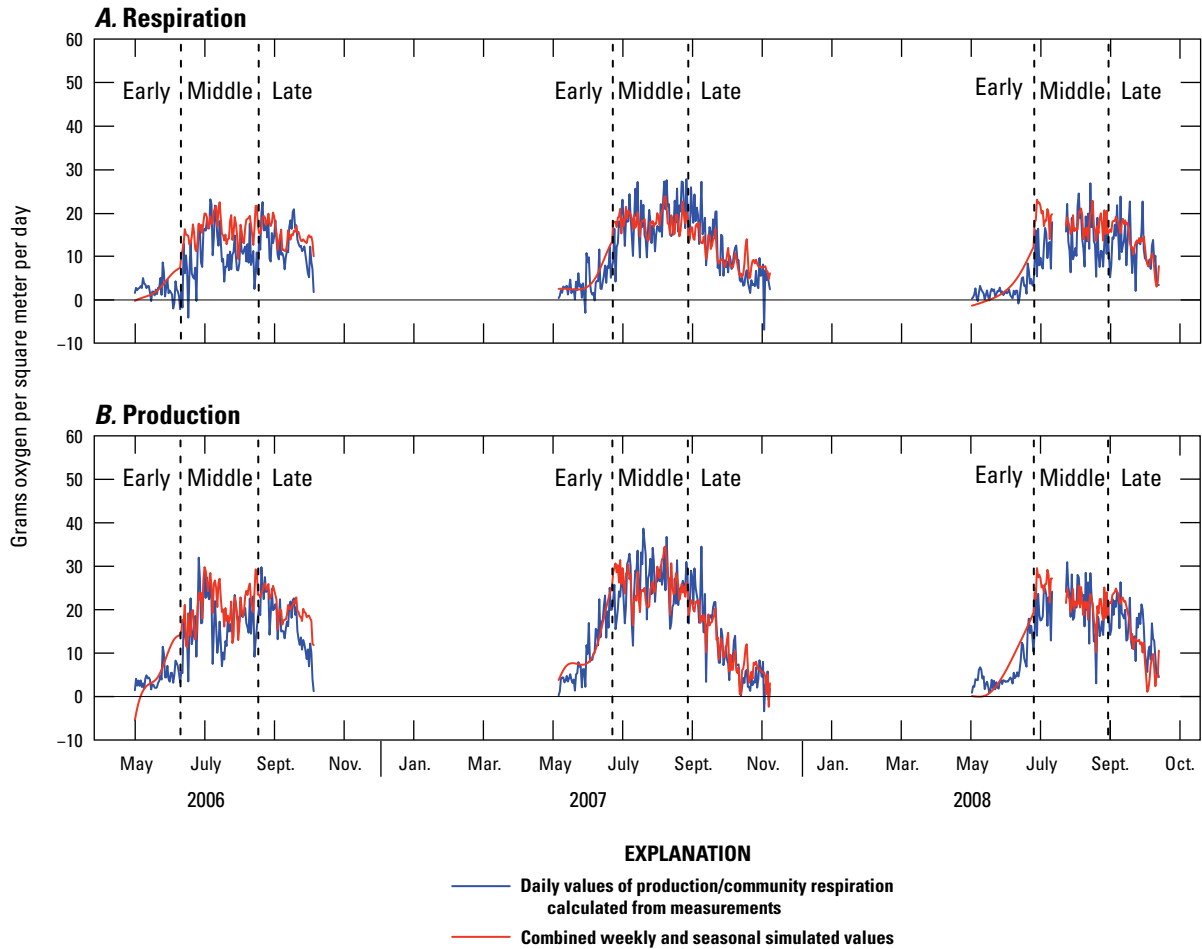 A. Respiration
60
50
40
30
20
10
0
–10
Early Middle Late
Early Middle Late
Early Middle Late
Grams oxygen per square meter per day
B. Production
60
50
40
30
20
10
0
–10
Early Middle Late
Early Middle Late
Early Middle Late
May July Sept. Nov. Jan. Mar. May July Sept. Nov. Jan. Mar. May July Sept. Oct.
2006 2007 2008
EXPLANATION
Daily values of production/community respiration
calculated from measurements
Combined weekly and seasonal simulated values